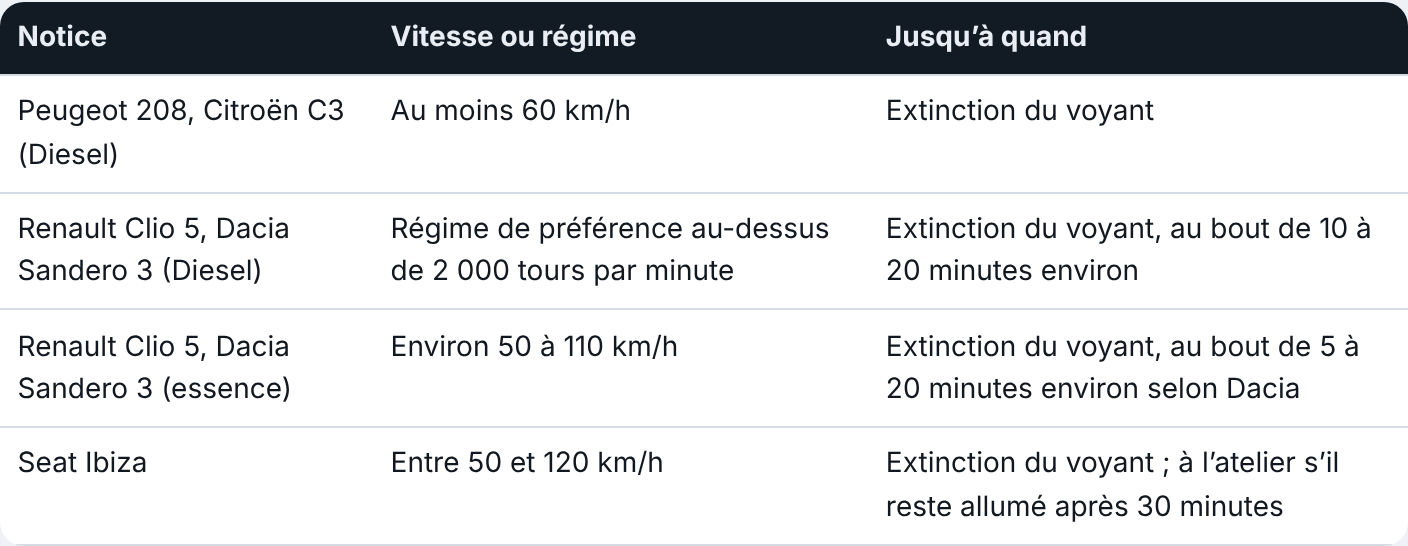 Notice Vitesse ou régime Jusqu’à quand
Peugeot 208, Citroën C3 Au moins 60 km/h Extinction du voyant
(Diesel)
Renault Clio 5, Dacia Régime de préférence au-dessus Extinction du voyant, au bout de 10 à
Sandero 3 (Diesel) de 2 000 tours par minute 20 minutes environ
Renault Clio 5, Dacia Environ 50 à 110 km/h Extinction du voyant, au bout de 5 à
Sandero 3 (essence) 20 minutes environ selon Dacia
Seat Ibiza Entre 50 et 120 km/h Extinction du voyant ; à l’atelier s’il
reste allumé après 30 minutes